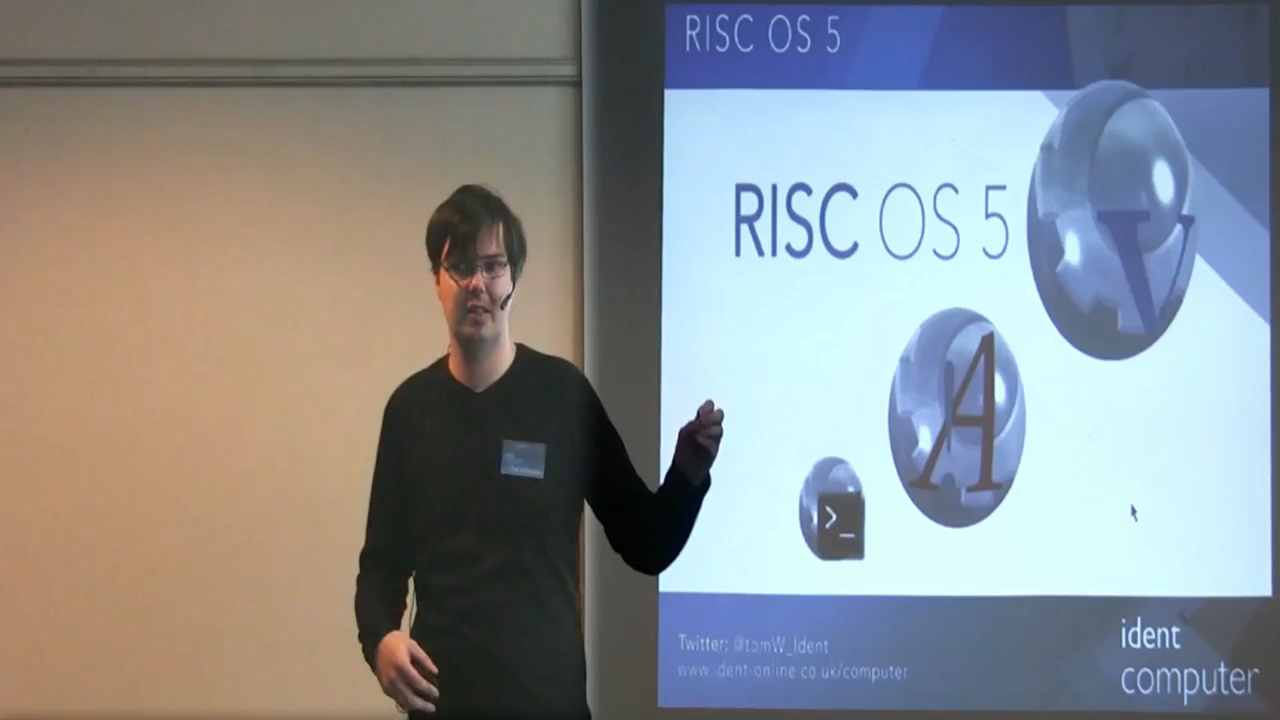 RISC OS 5
RISC OS 5
V
A
>_
Twitter: @tomW_Ident
www.ident-online.co.uk/computer
ident
computer